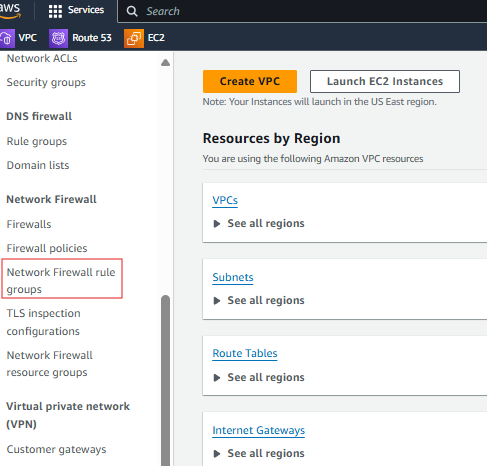 aws
Services
Search
VPC
Route 53
EC2
Network ACLs
Security groups
DNS firewall
Rule groups
Domain lists
Network Firewall
Firewalls
Firewall policies
Network Firewall rule
groups
TLS inspection
configurations
Network Firewall
resource groups
Virtual private network
(VPN)
Customer gateways
Create VPC
Launch EC2 Instances
Note: Your Instances will launch in the US East region.
Resources by Region
You are using the following Amazon VPC resources
VPCs
See all regions
Subnets
See all regions
Route Tables
See all regions
Internet Gateways
See all regions